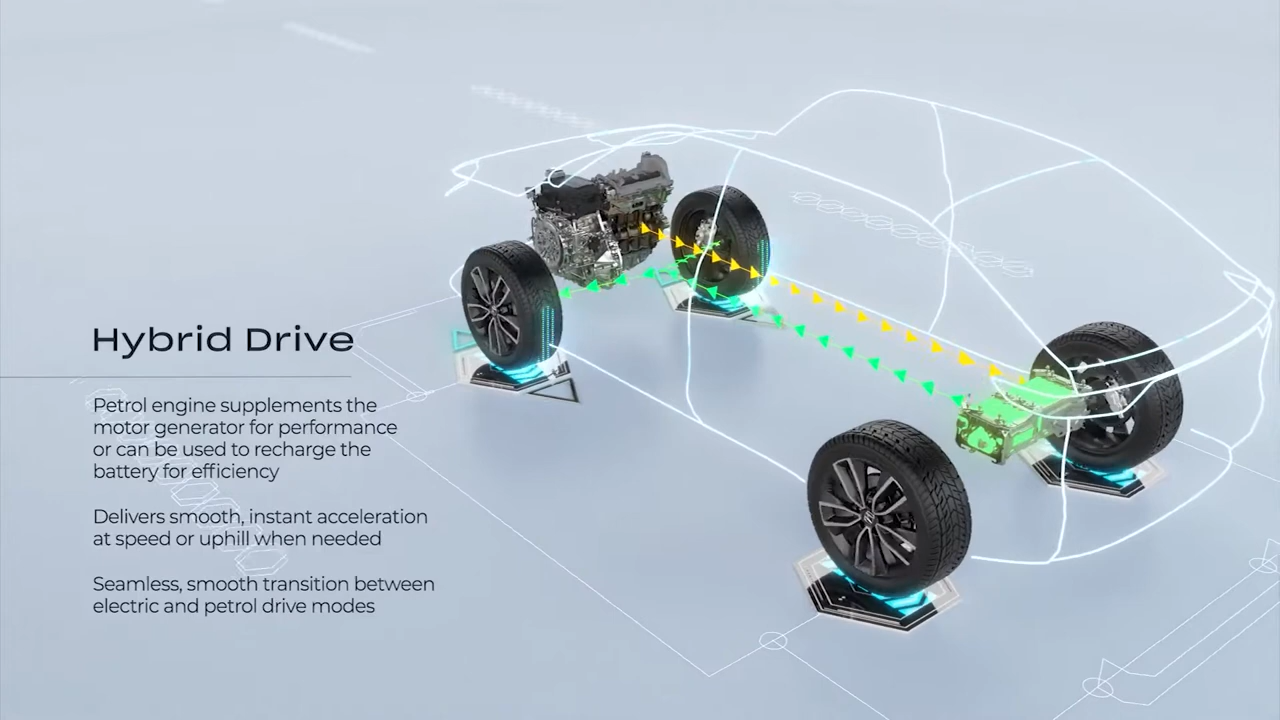 Hybrid Drive
Petrol engine supplements the
motor generator for performance
or can be used to recharge the
battery for efficiency
Delivers smooth, instant acceleration
at speed or uphill when needed
Seamless, smooth transition between
electric and petrol drive modes